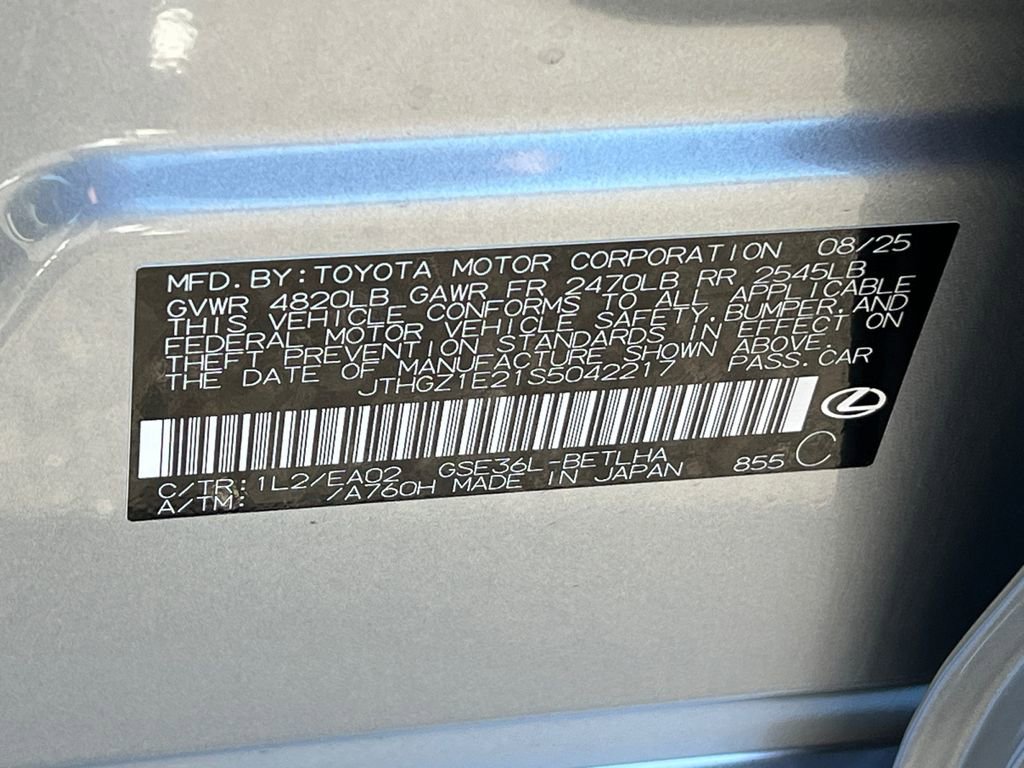 MFD.BY:TOYOTA MOTOR CORPORATION 08/25
GVWR 4820LB GAWR FR 2470LB RR 2545LB
THIS VEHICLE CONFORMS TO ALL APPLICABLE
FEDERAL MOTOR VEHICLE SAFETY,BUMPER,AND
THEFT PREVENTION STANDARDS IN EFFECT ON
THE DATE OF MANUFACTURE SHOWN ABOVE.
JTHGZ1E21S5042217 PASS.CAR
C/TR:1L2/EA02 GSE36L-BETLHA
A/TM: /A760H MADE IN JAPAN 855 C